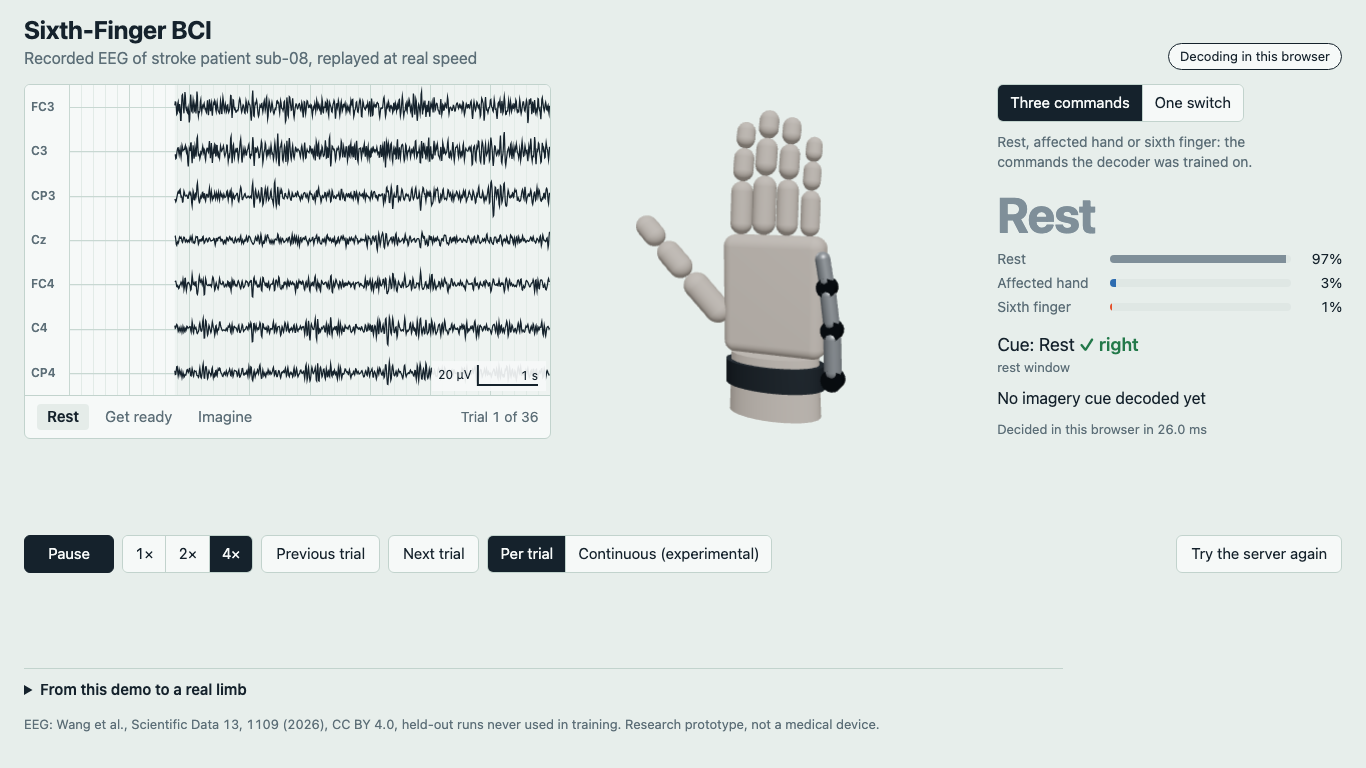 Sixth-Finger BCI
Recorded EEG of stroke patient sub-08, replayed at real speed
Decoding in this browser
FC3
C3
CP3
Cz
FC4
C4
CP4
20 µV
1 s
Rest
Get ready
Imagine
Trial 1 of 36
Three commands
One switch
Rest, affected hand or sixth finger: the
commands the decoder was trained on.
Rest
Rest 97%
Affected hand 3%
Sixth finger 1%
Cue: Rest ✓ right
rest window
No imagery cue decoded yet
Decided in this browser in 26.0 ms
Pause
1×
2×
4×
Previous trial
Next trial
Per trial
Continuous (experimental)
Try the server again
From this demo to a real limb
EEG: Wang et al., Scientific Data 13, 1109 (2026), CC BY 4.0, held-out runs never used in training. Research prototype, not a medical device.